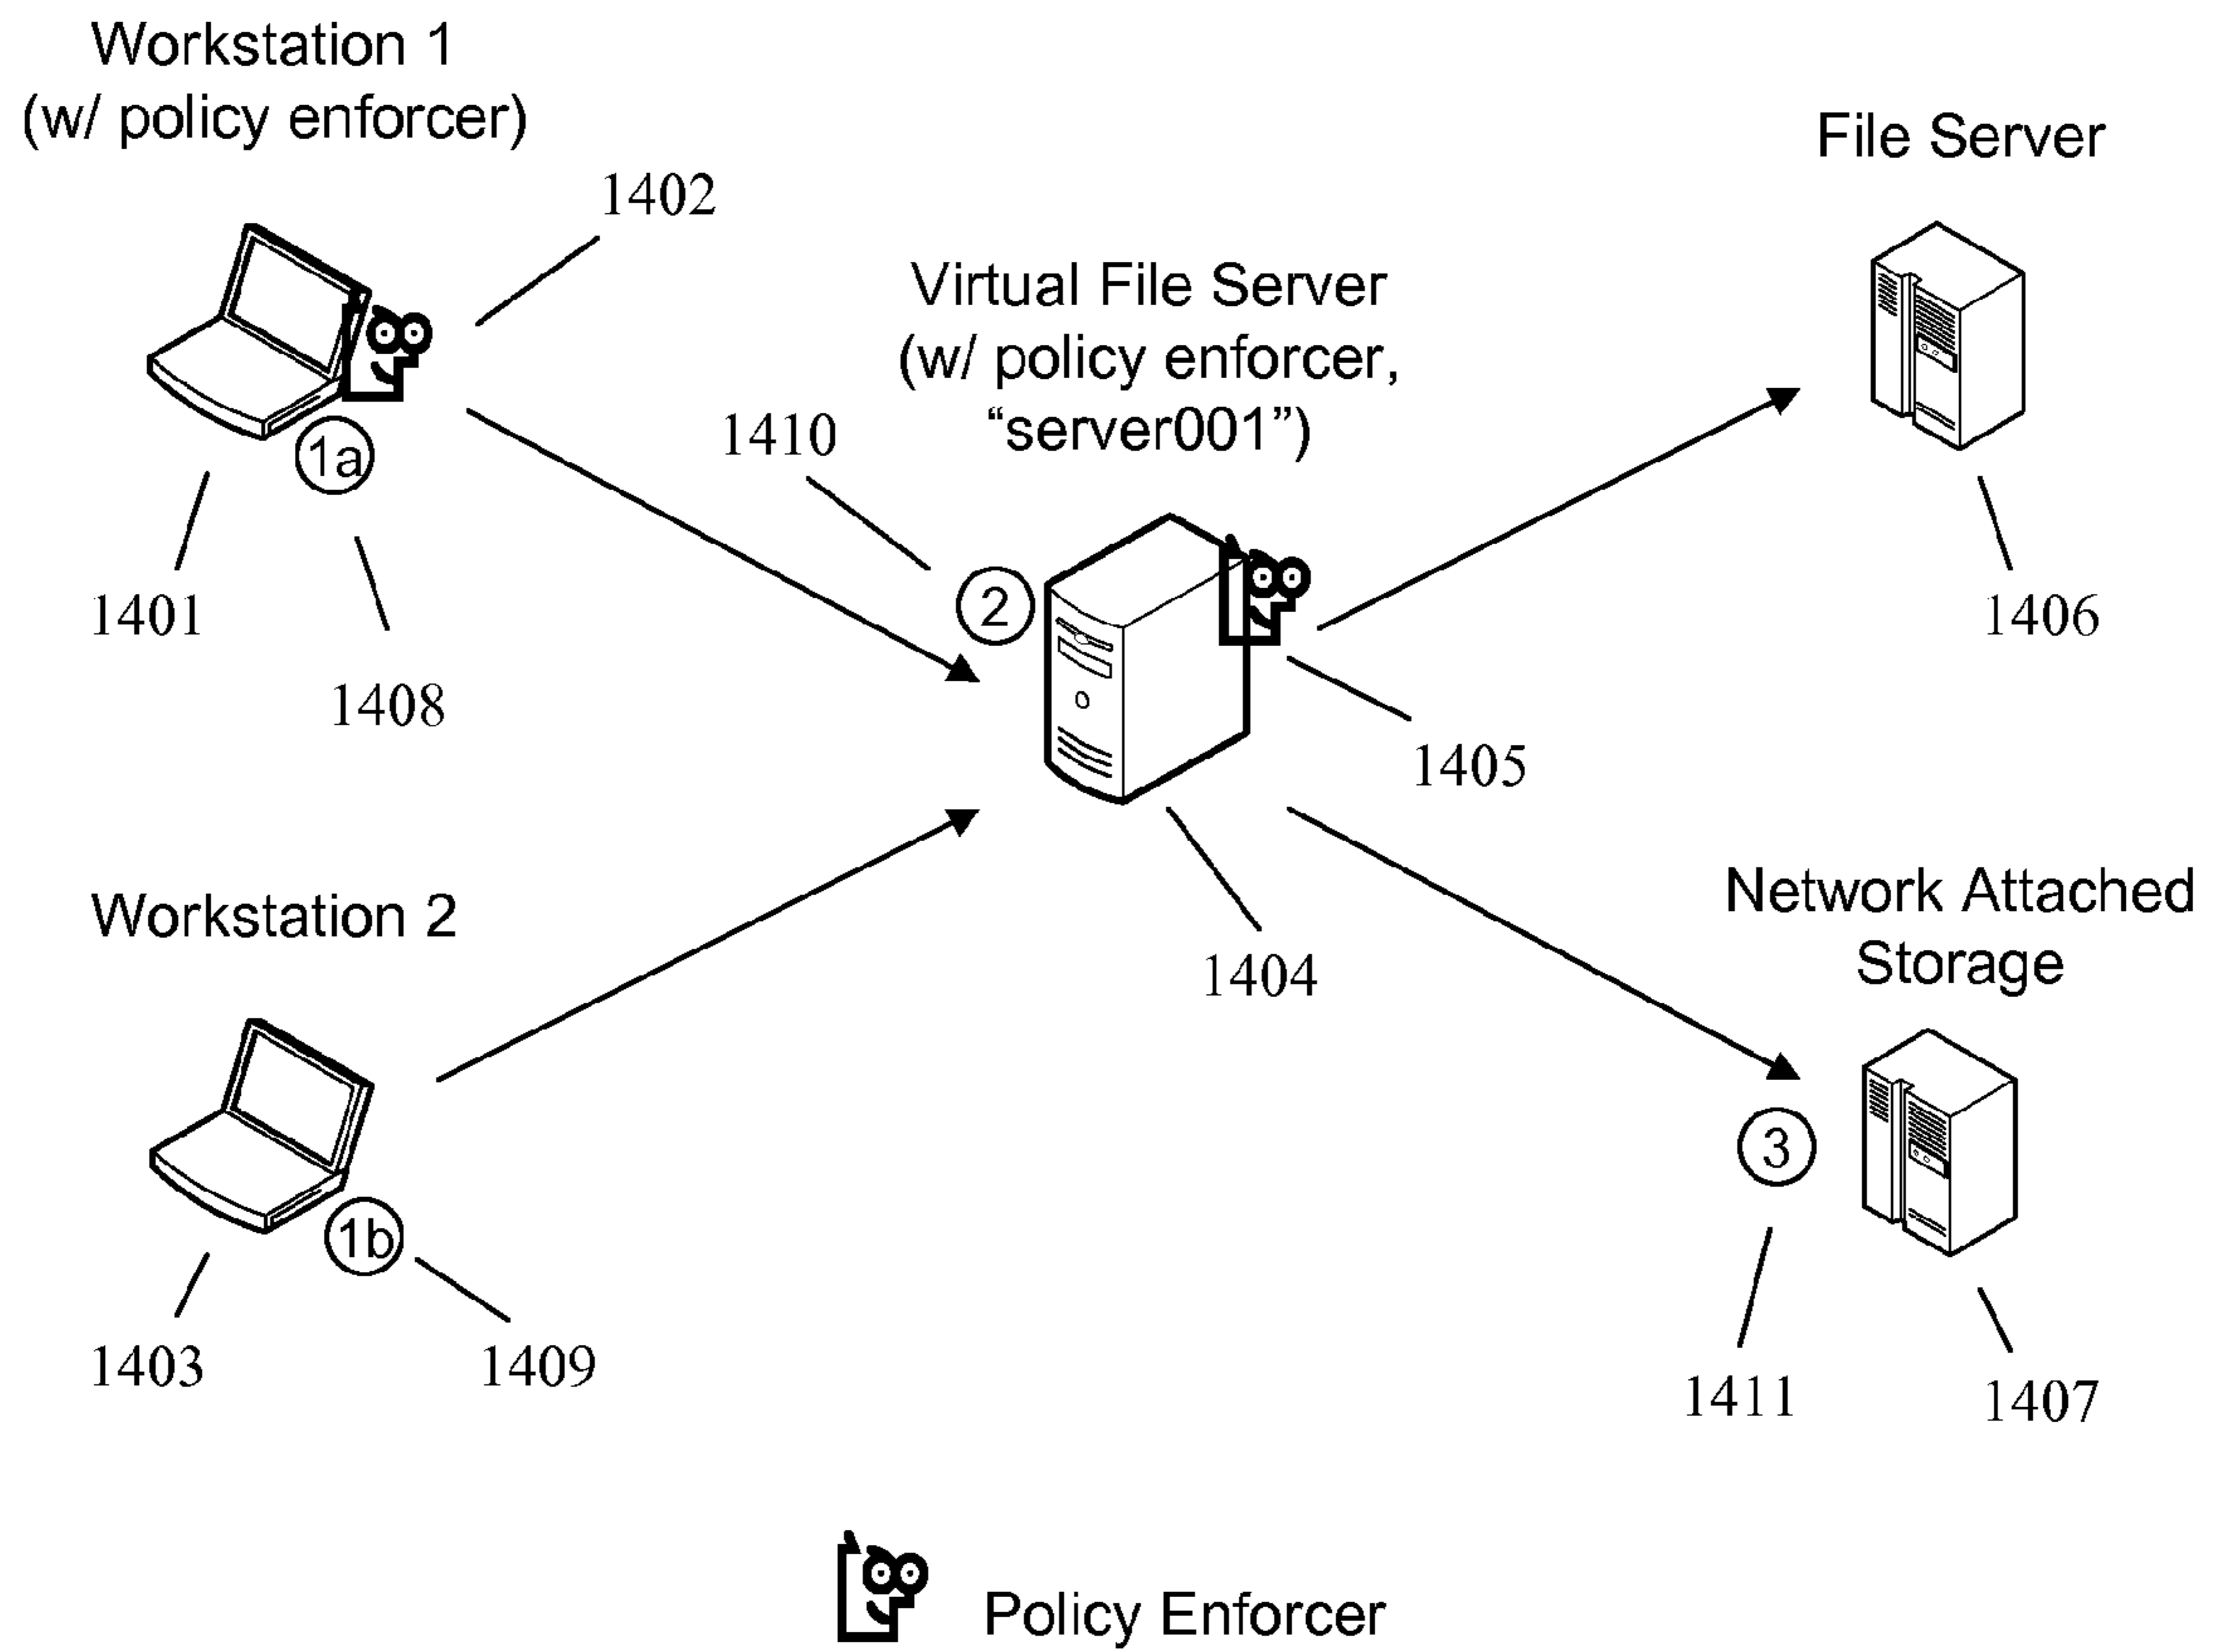 Workstation 1
(w/ policy enforcer)
1402
File Server
Virtual File Server
(w/ policy enforcer,
“server001”)
1410
1a
1401
1408
2
1406
1405
1404
Workstation 2
Network Attached
Storage
1b
3
1403
1409
1411
1407
Policy Enforcer